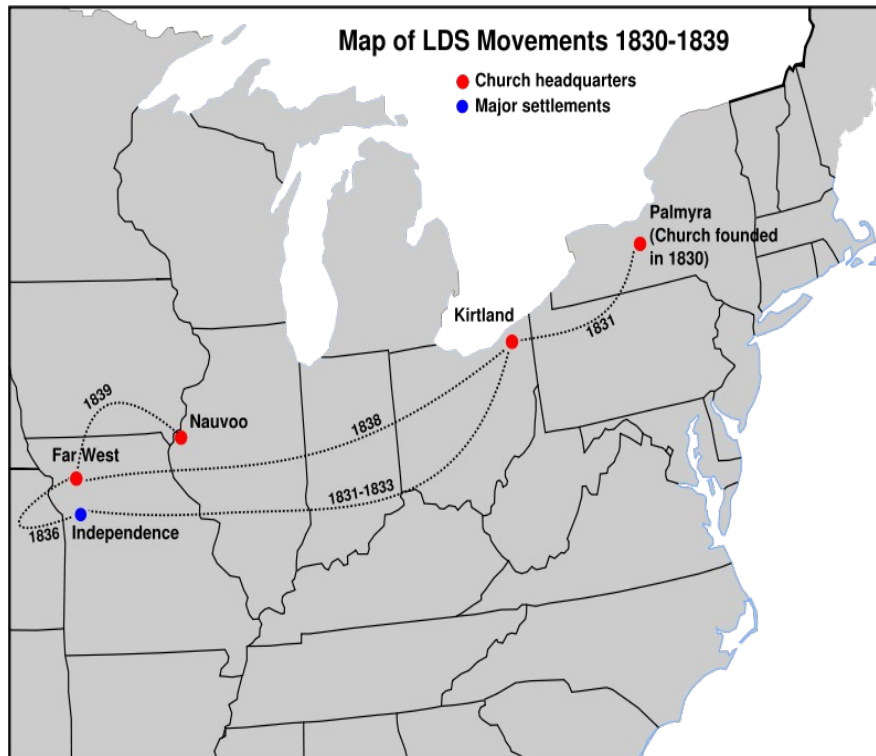 Map of LDS Movements 1830-1839
Church headquarters
Major settlements
Palmyra
(Church founded
in 1830)
Kirtland
1831
1839
Nauvoo
1838
Far West
1831-1833
1836
Independence